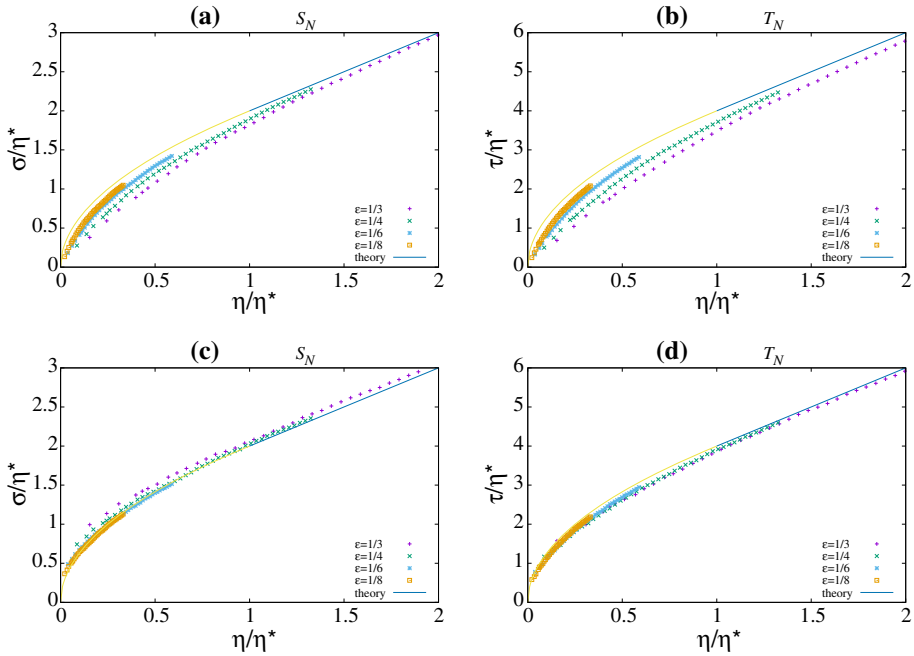 (a) S_N
3
2.5
2
1.5
1
0.5
0
σ/η*
0 0.5 1 1.5 2
η/η*
ε=1/3
ε=1/4
ε=1/6
ε=1/8
theory
(b) T_N
6
5
4
3
2
1
0
τ/η*
0 0.5 1 1.5 2
η/η*
ε=1/3
ε=1/4
ε=1/6
ε=1/8
theory
(c) S_N
3
2.5
2
1.5
1
0.5
0
σ/η*
0 0.5 1 1.5 2
η/η*
ε=1/3
ε=1/4
ε=1/6
ε=1/8
theory
(d) T_N
6
5
4
3
2
1
0
τ/η*
0 0.5 1 1.5 2
η/η*
ε=1/3
ε=1/4
ε=1/6
ε=1/8
theory